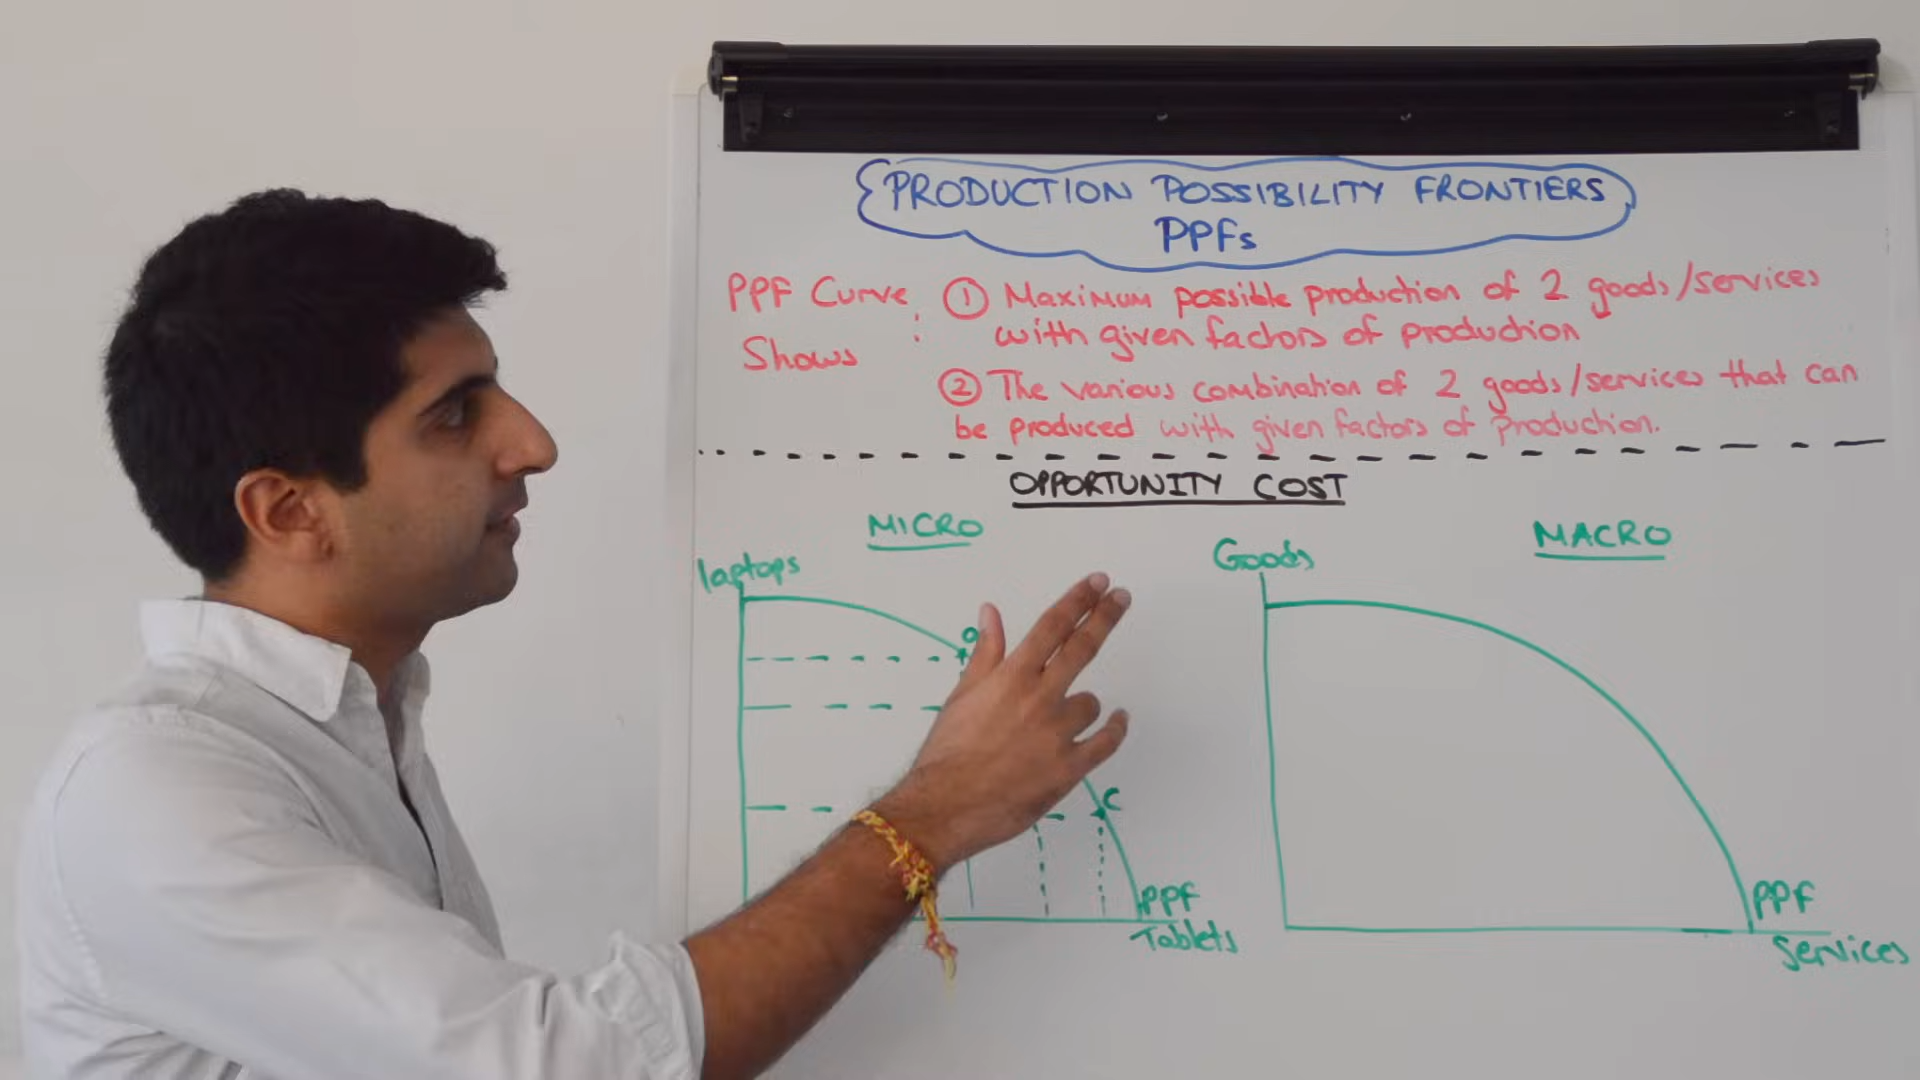 PRODUCTION POSSIBILITY FRONTIERS
PPFs
PPF Curve Shows :
① Maximum possible production of 2 goods/services
with given factors of production
② The various combination of 2 goods/services that can
be produced with given factors of production.
OPPORTUNITY COST
MICRO
laptops
a
C
PPF
Tablets
MACRO
Goods
PPF
Services